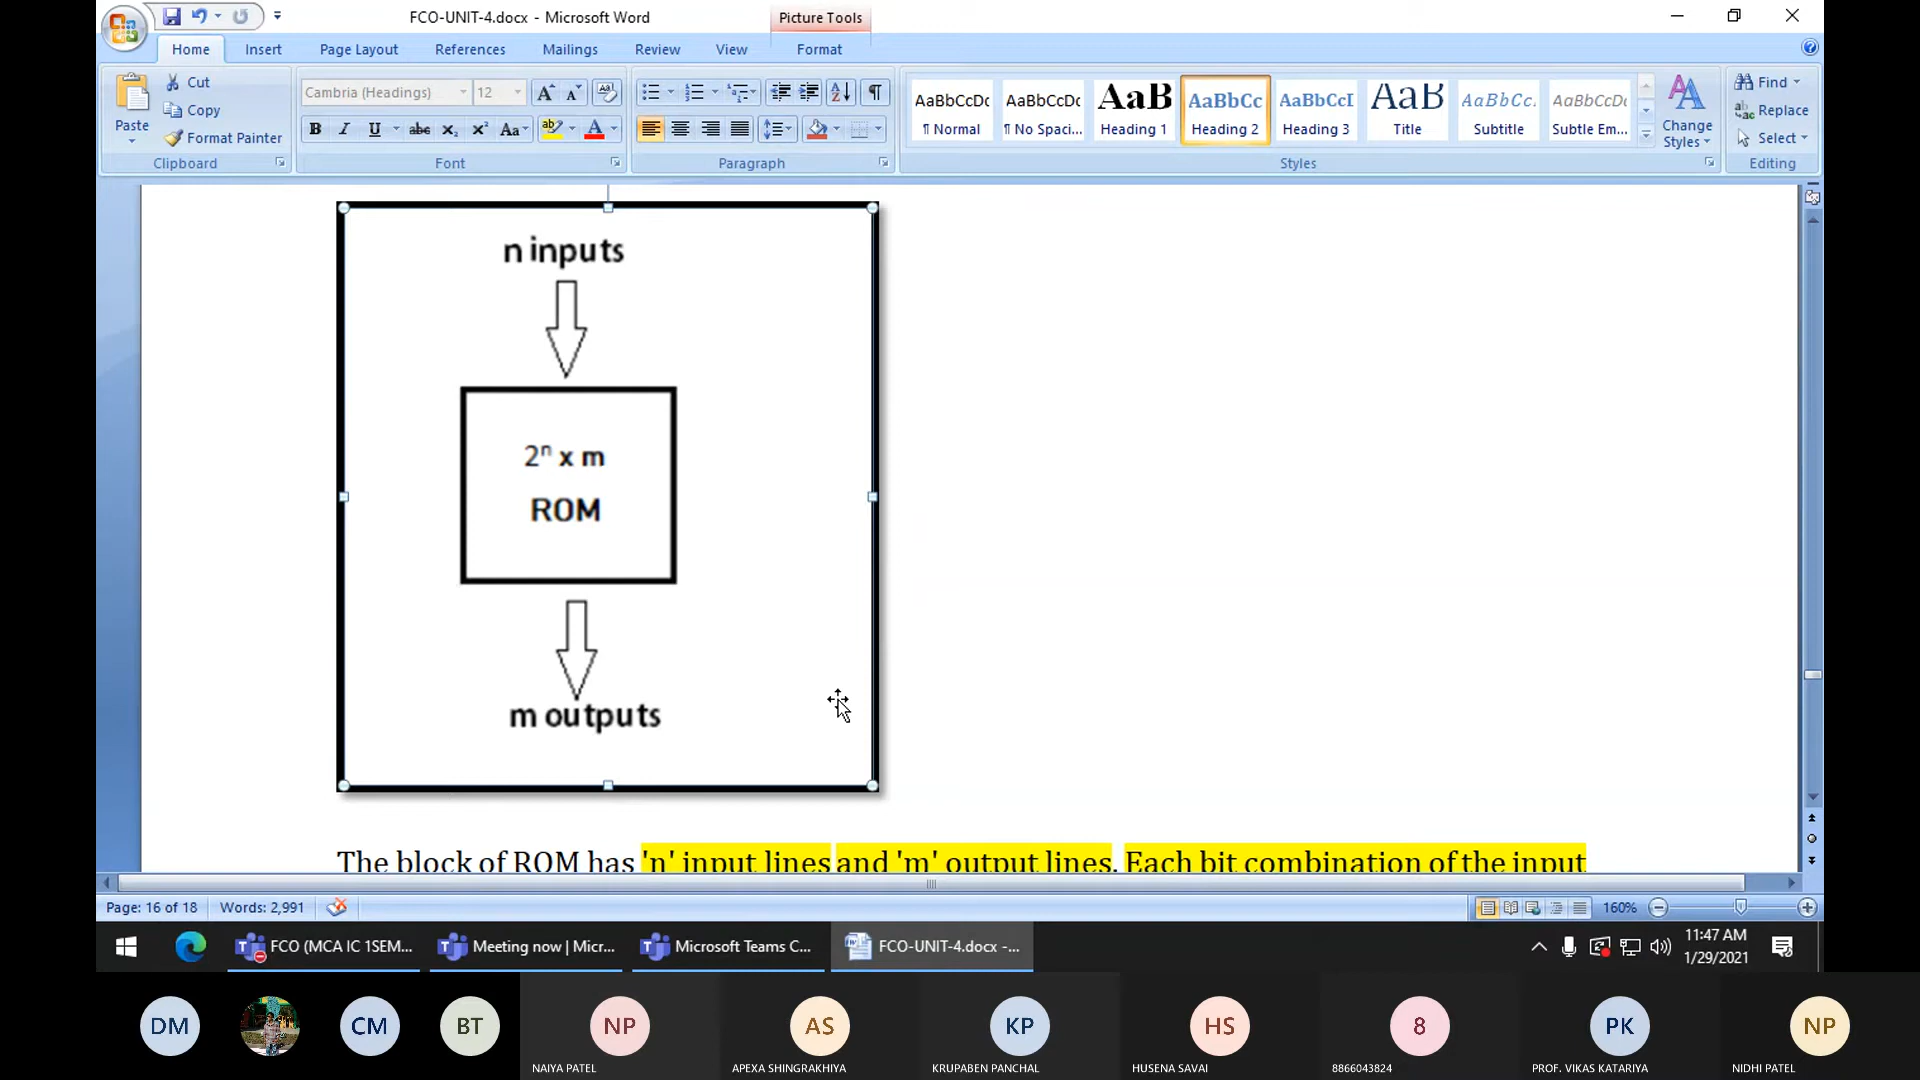 FCO-UNIT-4.docx - Microsoft Word
Picture Tools
Home Insert Page Layout References Mailings Review View Format
Paste
Cut
Copy
Format Painter
Clipboard
Cambria (Headings) 12
Font
Paragraph
AaBbCcDc AaBbCcDc AaB AaBbCc AaBbCcI AaB AaBbCc. AaBbCcDc
¶ Normal ¶ No Spaci... Heading 1 Heading 2 Heading 3 Title Subtitle Subtle Em...
Change Styles
Styles
Find
Replace
Select
Editing
n inputs
2ⁿ x m
ROM
m outputs
The block of ROM has 'n' input lines and 'm' output lines. Each bit combination of the input
Page: 16 of 18 Words: 2,991 160%
FCO (MCA IC 1SEM... Meeting now | Micr... Microsoft Teams C... FCO-UNIT-4.docx -...
11:47 AM
1/29/2021
DM CM BT NP AS KP HS 8 PK NP
NAIYA PATEL APEXA SHINGRAKHIYA KRUPABEN PANCHAL HUSENA SAVAI 8866043824 PROF. VIKAS KATARIYA NIDHI PATEL